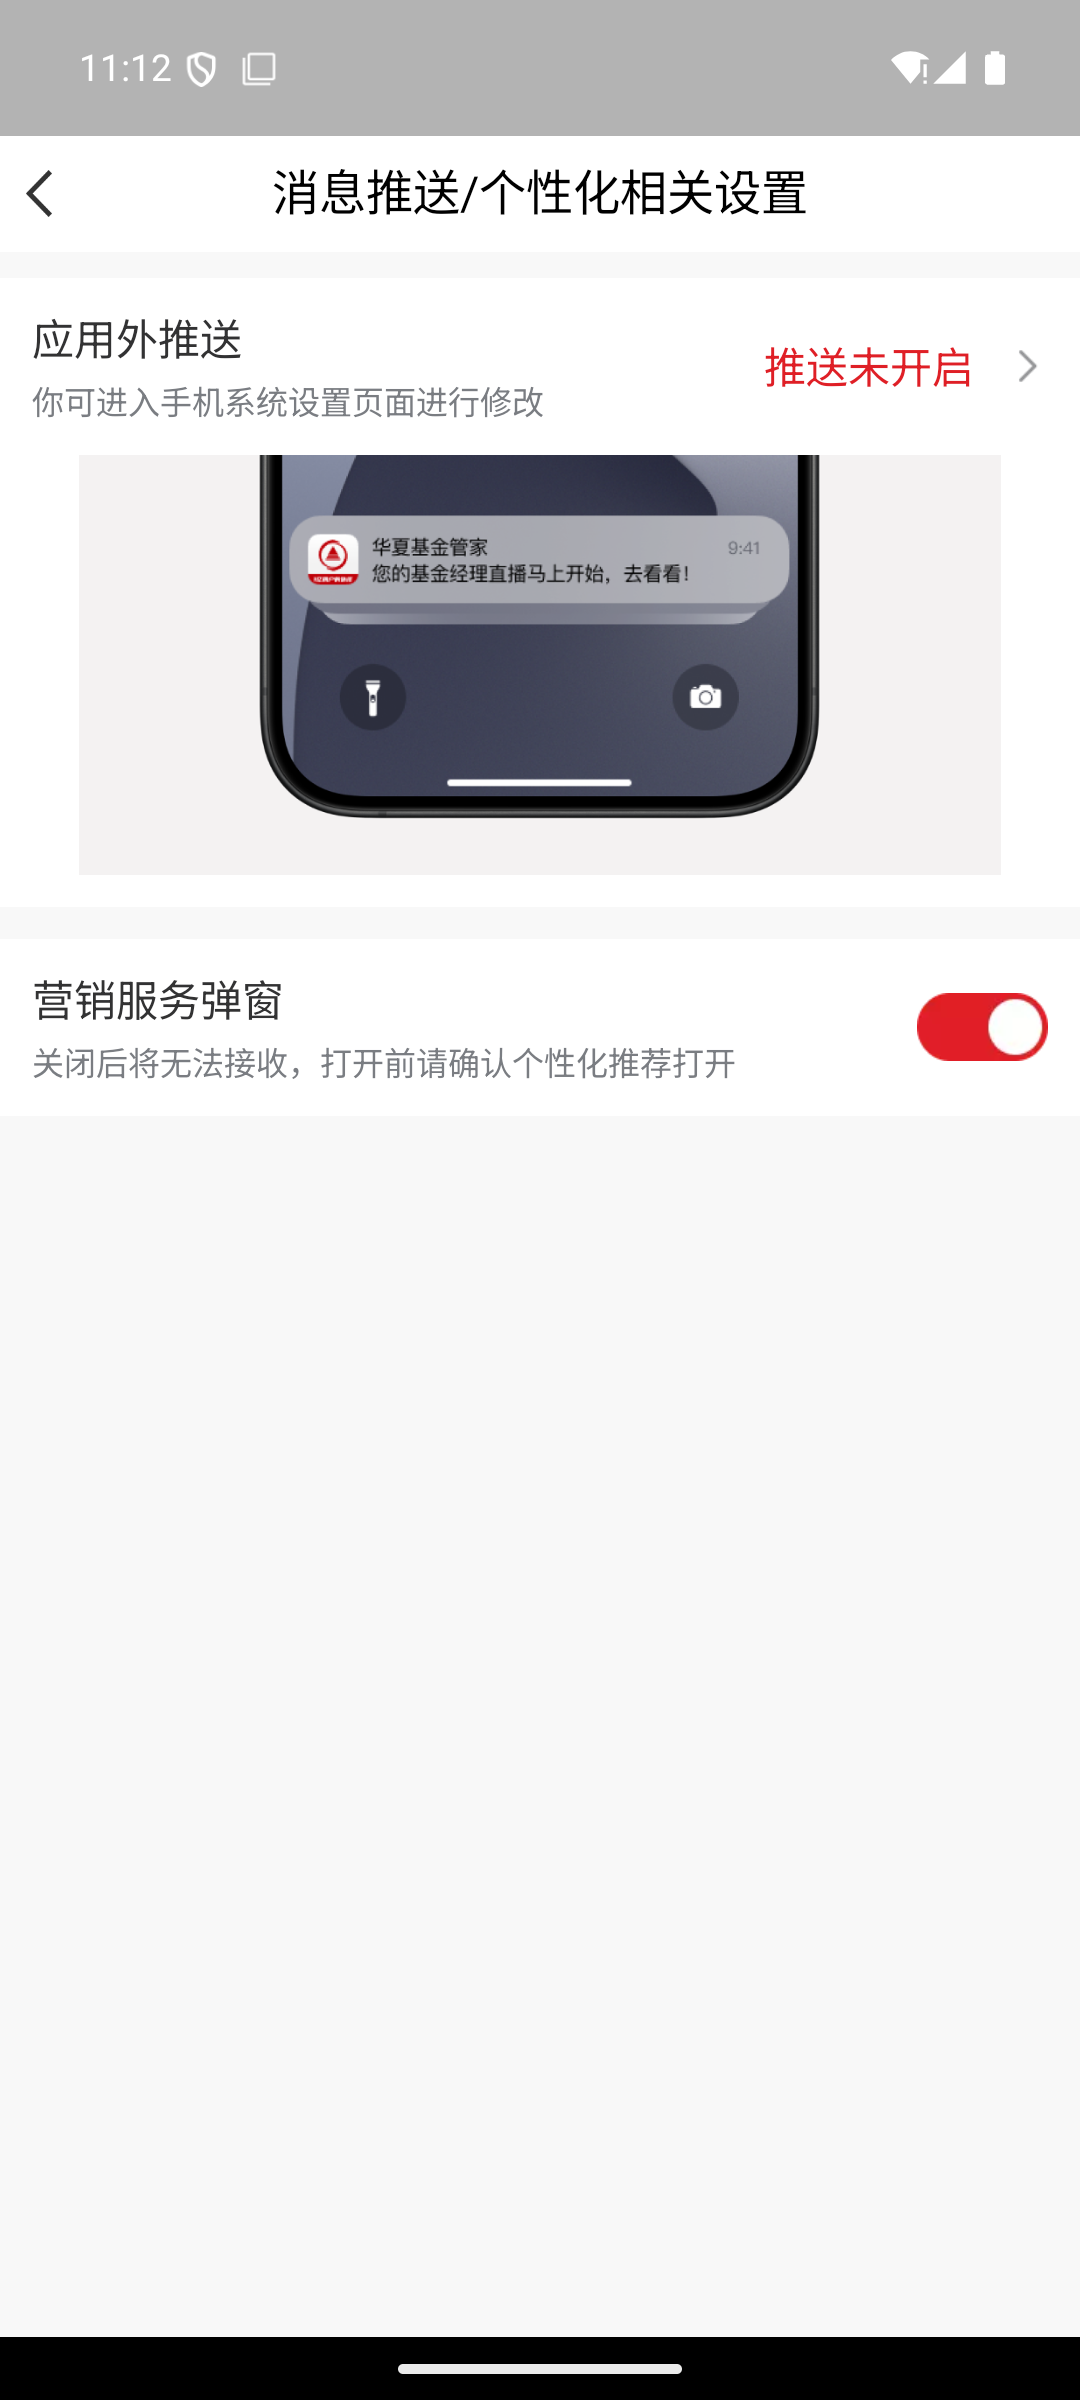 11:12
消息推送/个性化相关设置
应用外推送
你可进入手机系统设置页面进行修改
推送未开启
华夏基金管家
9:41
您的基金经理直播马上开始，去看看！
营销服务弹窗
关闭后将无法接收，打开前请确认个性化推荐打开